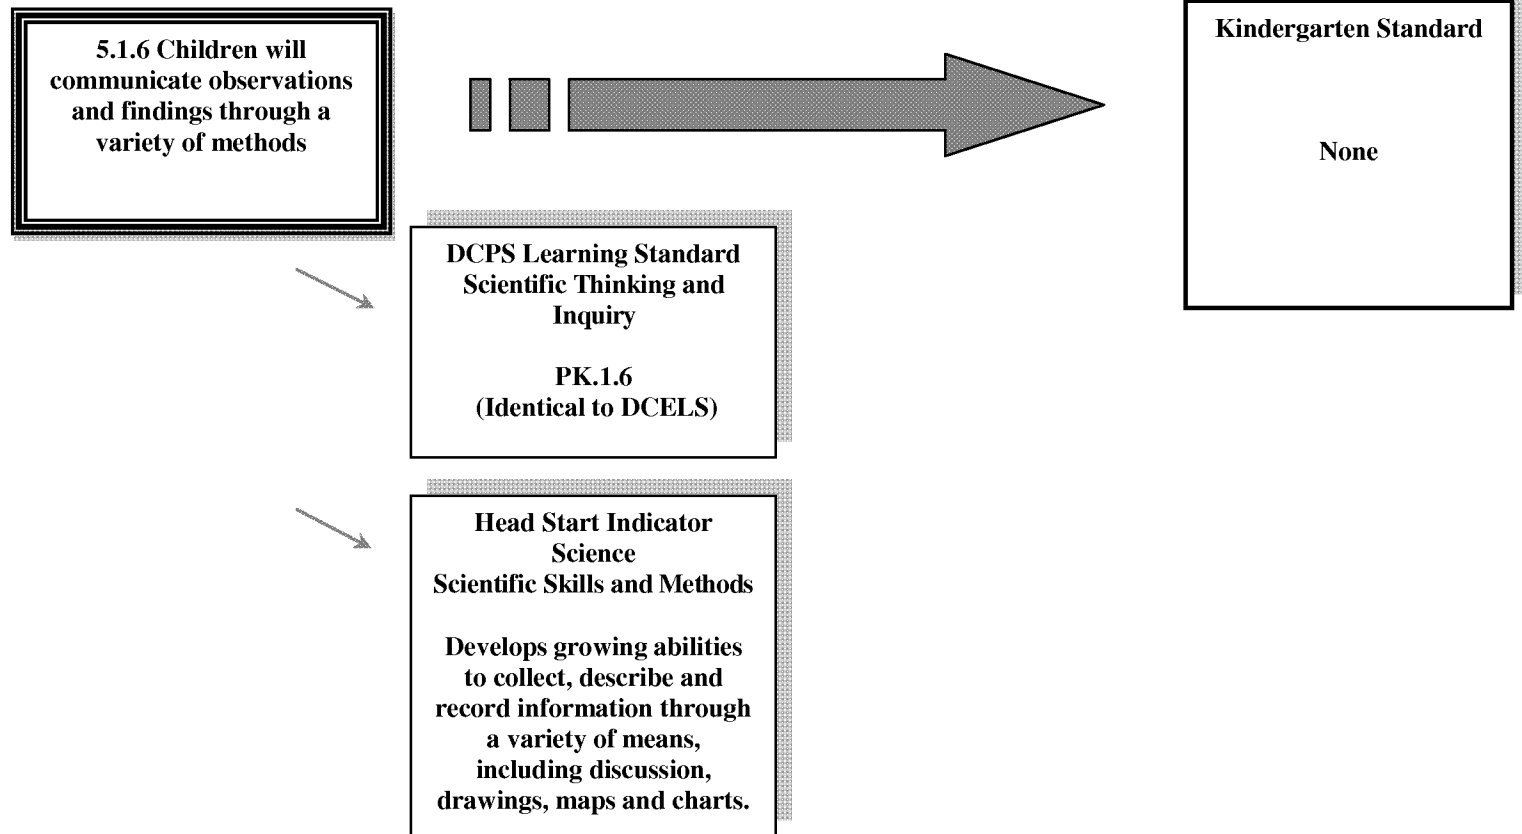 5.1.6 Children will
communicate observations
and findings through a
variety of methods
Kindergarten Standard
None
DCPS Learning Standard
Scientific Thinking and
Inquiry
PK.1.6
(Identical to DCELS)
Head Start Indicator
Science
Scientific Skills and Methods
Develops growing abilities
to collect, describe and
record information through
a variety of means,
including discussion,
drawings, maps and charts.